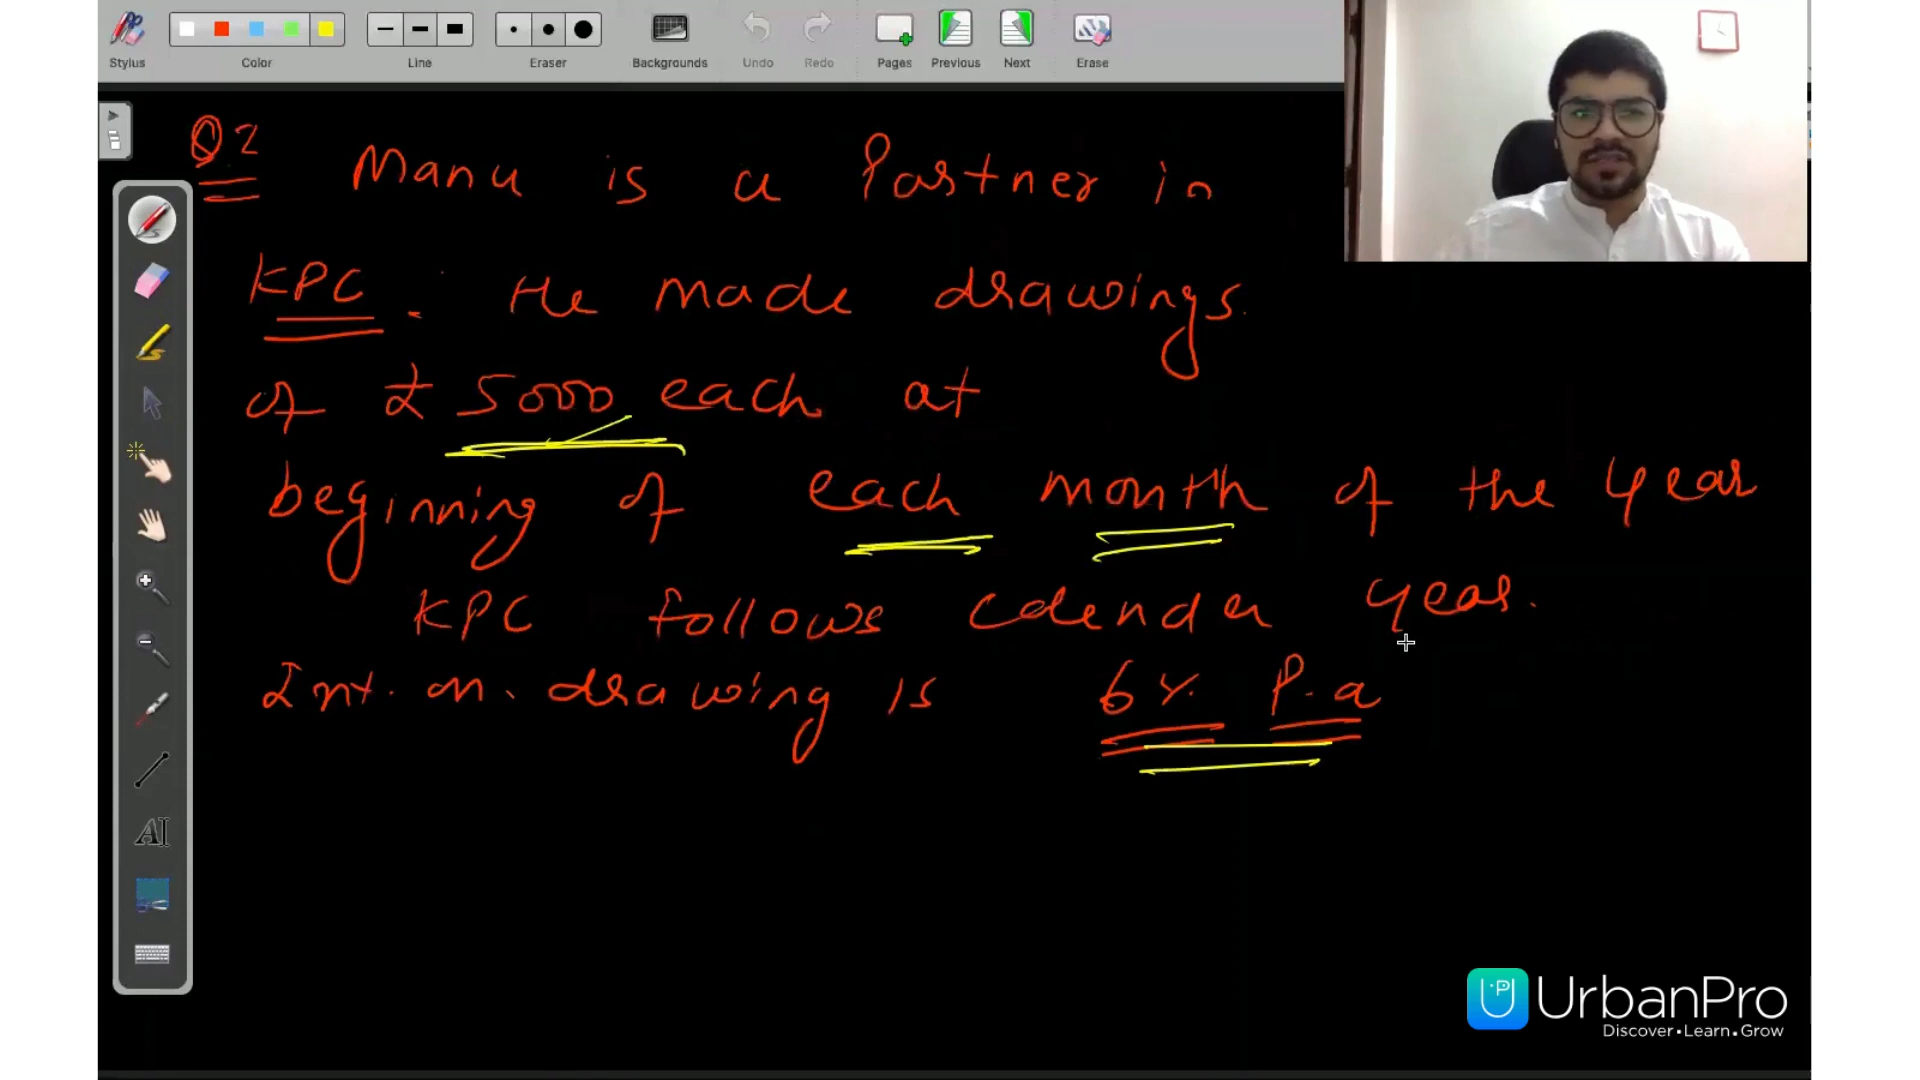 Stylus
Color
Line
Eraser
Backgrounds
Undo
Redo
Pages
Previous
Next
Erase
Q2 Manu is a Partner in
KPC. He made drawings.
of ₹ 5000 each at
beginning of each month of the year
KPC follows calender year.
Int. on. drawing is 6% P.a
AI
UrbanPro
Discover•Learn•Grow